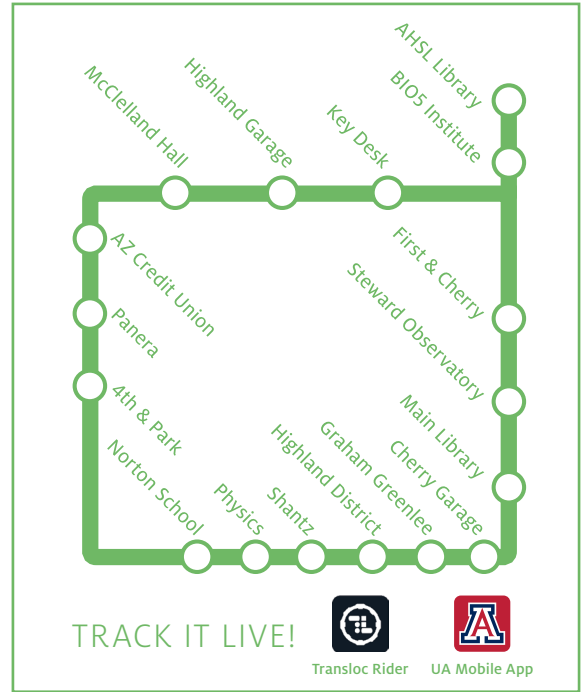 AHSL Library
BIO5 Institute
McClelland Hall
Highland Garage
Key Desk
First & Cherry
AZ Credit Union
Steward Observatory
Panera
4th & Park
Main Library
Norton School
Physics
Shantz
Highland District
Graham Greenlee
Cherry Garage
TRACK IT LIVE!
A
Transloc Rider
UA Mobile App